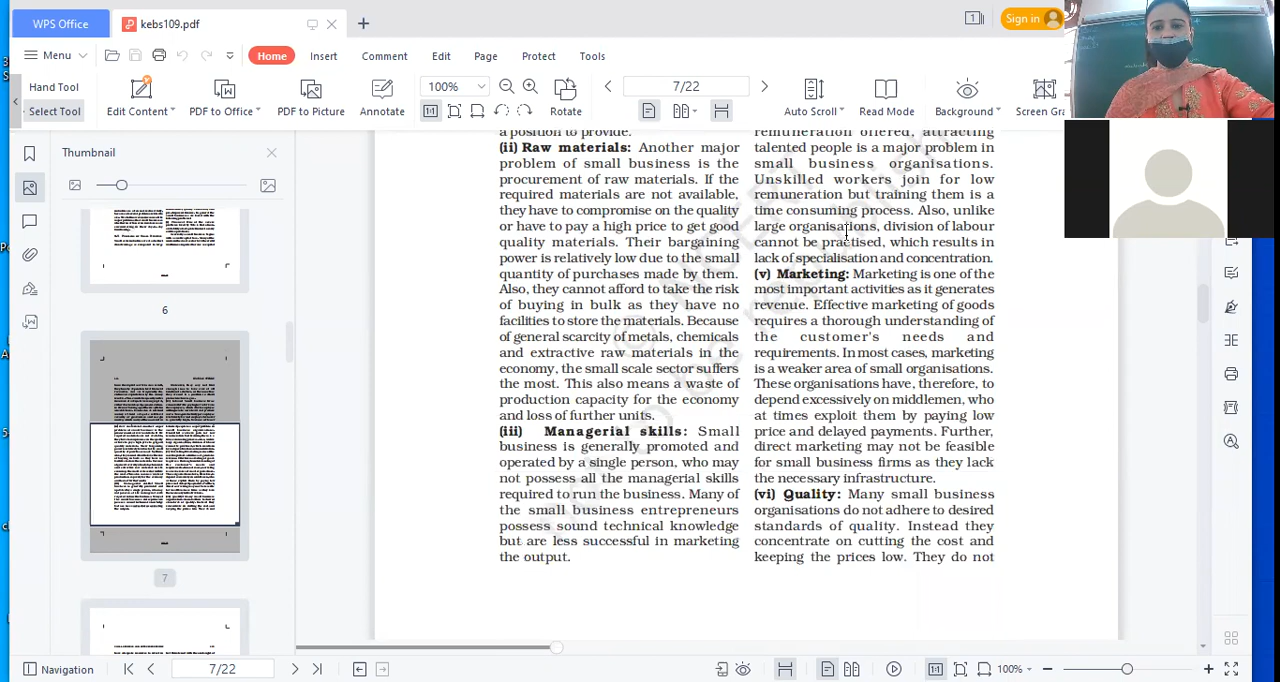 WPS Office
kebs109.pdf
Sign in
Menu
Home
Insert
Comment
Edit
Page
Protect
Tools
Hand Tool
Select Tool
Edit Content
PDF to Office
PDF to Picture
Annotate
100%
Rotate
7/22
Auto Scroll
Read Mode
Background
Screen Gra
Thumbnail
6
7
a position to provide.
(ii) Raw materials: Another major
problem of small business is the
procurement of raw materials. If the
required materials are not available,
they have to compromise on the quality
or have to pay a high price to get good
quality materials. Their bargaining
power is relatively low due to the small
quantity of purchases made by them.
Also, they cannot afford to take the risk
of buying in bulk as they have no
facilities to store the materials. Because
of general scarcity of metals, chemicals
and extractive raw materials in the
economy, the small scale sector suffers
the most. This also means a waste of
production capacity for the economy
and loss of further units.
(iii) Managerial skills: Small
business is generally promoted and
operated by a single person, who may
not possess all the managerial skills
required to run the business. Many of
the small business entrepreneurs
possess sound technical knowledge
but are less successful in marketing
the output.
remuneration offered, attracting
talented people is a major problem in
small business organisations.
Unskilled workers join for low
remuneration but training them is a
time consuming process. Also, unlike
large organisations, division of labour
cannot be practised, which results in
lack of specialisation and concentration.
(v) Marketing: Marketing is one of the
most important activities as it generates
revenue. Effective marketing of goods
requires a thorough understanding of
the customer's needs and
requirements. In most cases, marketing
is a weaker area of small organisations.
These organisations have, therefore, to
depend excessively on middlemen, who
at times exploit them by paying low
price and delayed payments. Further,
direct marketing may not be feasible
for small business firms as they lack
the necessary infrastructure.
(vi) Quality: Many small business
organisations do not adhere to desired
standards of quality. Instead they
concentrate on cutting the cost and
keeping the prices low. They do not
Navigation
7/22
100%